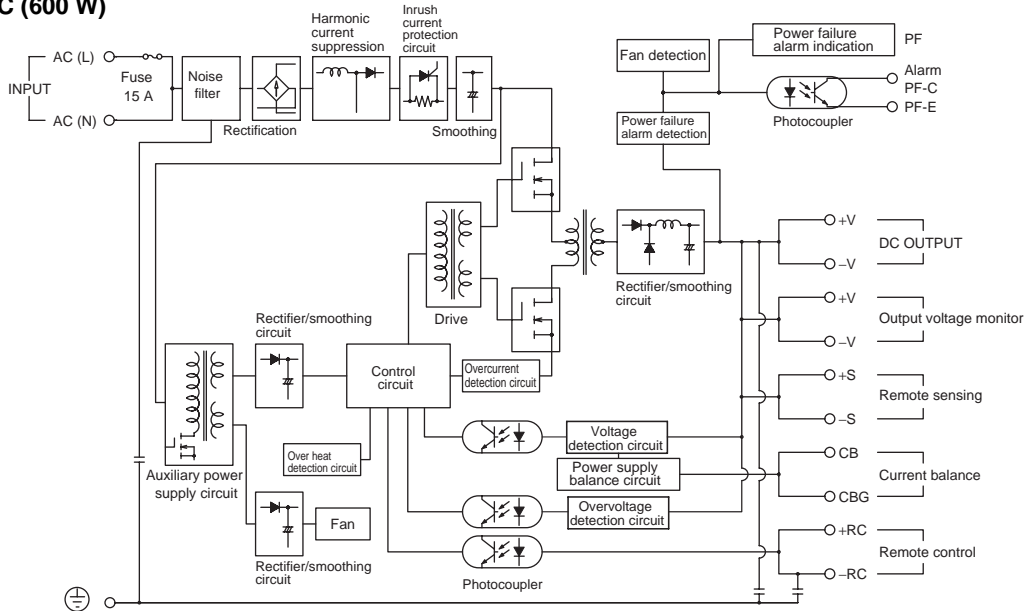 C (600 W)
Harmonic
current
suppression
Inrush
current
protection
circuit
Power failure
alarm indication
PF
Fan detection
AC (L)
INPUT
AC (N)
Fuse
15 A
Noise
filter
Rectification
Smoothing
Alarm
PF-C
PF-E
Photocoupler
Power failure
alarm detection
+V
DC OUTPUT
–V
Rectifier/smoothing
circuit
Drive
+V
Output voltage monitor
–V
Rectifier/smoothing
circuit
Control
circuit
Overcurrent
detection circuit
+S
Remote sensing
–S
Voltage
detection circuit
Power supply
balance circuit
CB
Current balance
CBG
Over heat
detection circuit
Auxiliary power
supply circuit
Overvoltage
detection circuit
Fan
Rectifier/smoothing
circuit
Photocoupler
+RC
Remote control
–RC